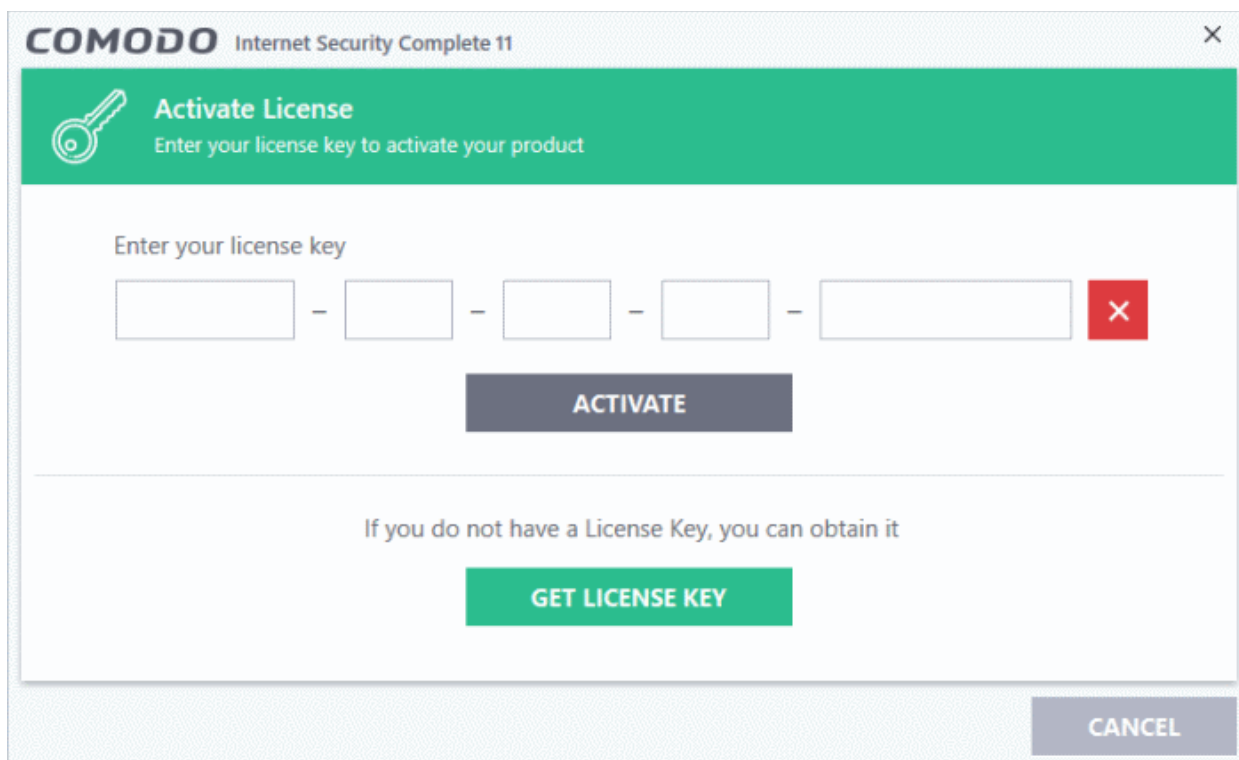 COMODO Internet Security Complete 11
Activate License
Enter your license key to activate your product
Enter your license key
– – – –
ACTIVATE
If you do not have a License Key, you can obtain it
GET LICENSE KEY
CANCEL